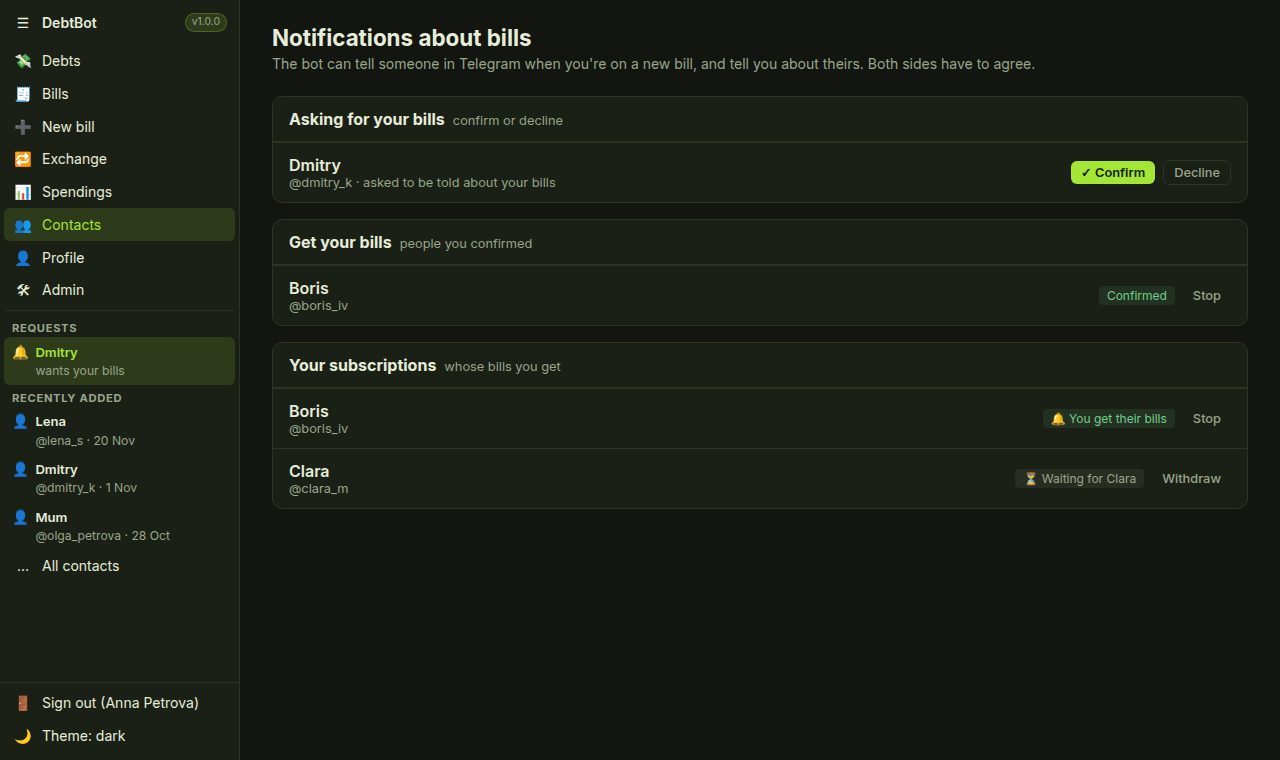 ☰ DebtBot v1.0.0
💸 Debts
🧾 Bills
➕ New bill
🔁 Exchange
📊 Spendings
👥 Contacts
👤 Profile
🛠 Admin
REQUESTS
🔔 Dmitry
wants your bills
RECENTLY ADDED
👤 Lena
@lena_s · 20 Nov
👤 Dmitry
@dmitry_k · 1 Nov
👤 Mum
@olga_petrova · 28 Oct
… All contacts
🚪 Sign out (Anna Petrova)
🌙 Theme: dark
Notifications about bills
The bot can tell someone in Telegram when you're on a new bill, and tell you about theirs. Both sides have to agree.
Asking for your bills confirm or decline
Dmitry
@dmitry_k · asked to be told about your bills
✓ Confirm Decline
Get your bills people you confirmed
Boris
@boris_iv
Confirmed Stop
Your subscriptions whose bills you get
Boris
@boris_iv
🔔 You get their bills Stop
Clara
@clara_m
⏳ Waiting for Clara Withdraw